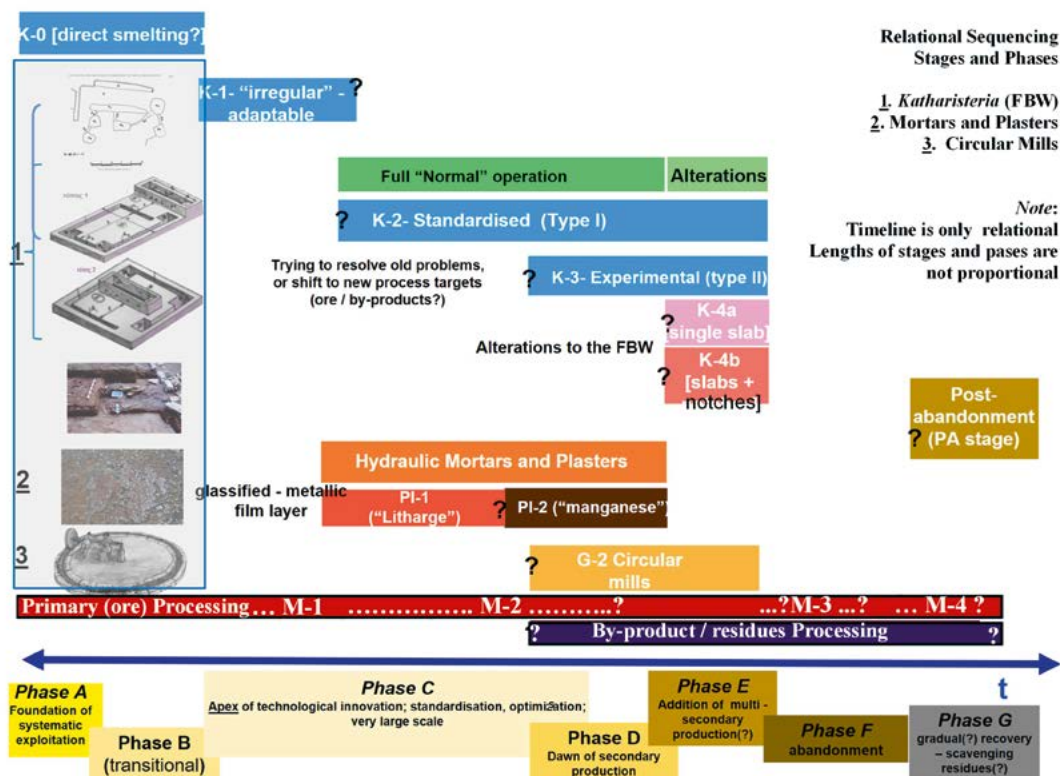 K-0 [direct smelting?]
Relational Sequencing
Stages and Phases
1. Katharisteria (FBW)
2. Mortars and Plasters
3. Circular Mills
Note:
Timeline is only relational
Lengths of stages and pases are
not proportional
K-1- “irregular” - ?
adaptable
Full “Normal” operation
Alterations
? K-2- Standardised (Type I)
1
Trying to resolve old problems,
or shift to new process targets
(ore / by-products?)
? K-3- Experimental (type II)
Alterations to the FBW
? K-4a
[single slab]
? K-4b
[slabs +
notches]
Post-
abandonment
? (PA stage)
2
Hydraulic Mortars and Plasters
glassified - metallic
film layer
Pl-1
(“Litharge”)
? Pl-2 (“manganese”)
3
? G-2 Circular
mills
Primary (ore) Processing ... M-1 ................. M-2 ..........? ...?M-3 ...? ... M-4 ?
? By-product / residues Processing ?
t
Phase A
Foundation of
systematic
exploitation
Phase B
(transitional)
Phase C
Apex of technological innovation; standardisation, optimization;
very large scale
Phase D
Dawn of secondary
production
Phase E
Addition of multi -
secondary
production(?)
Phase F
abandonment
Phase G
gradual(?) recovery
– scavenging
residues(?)